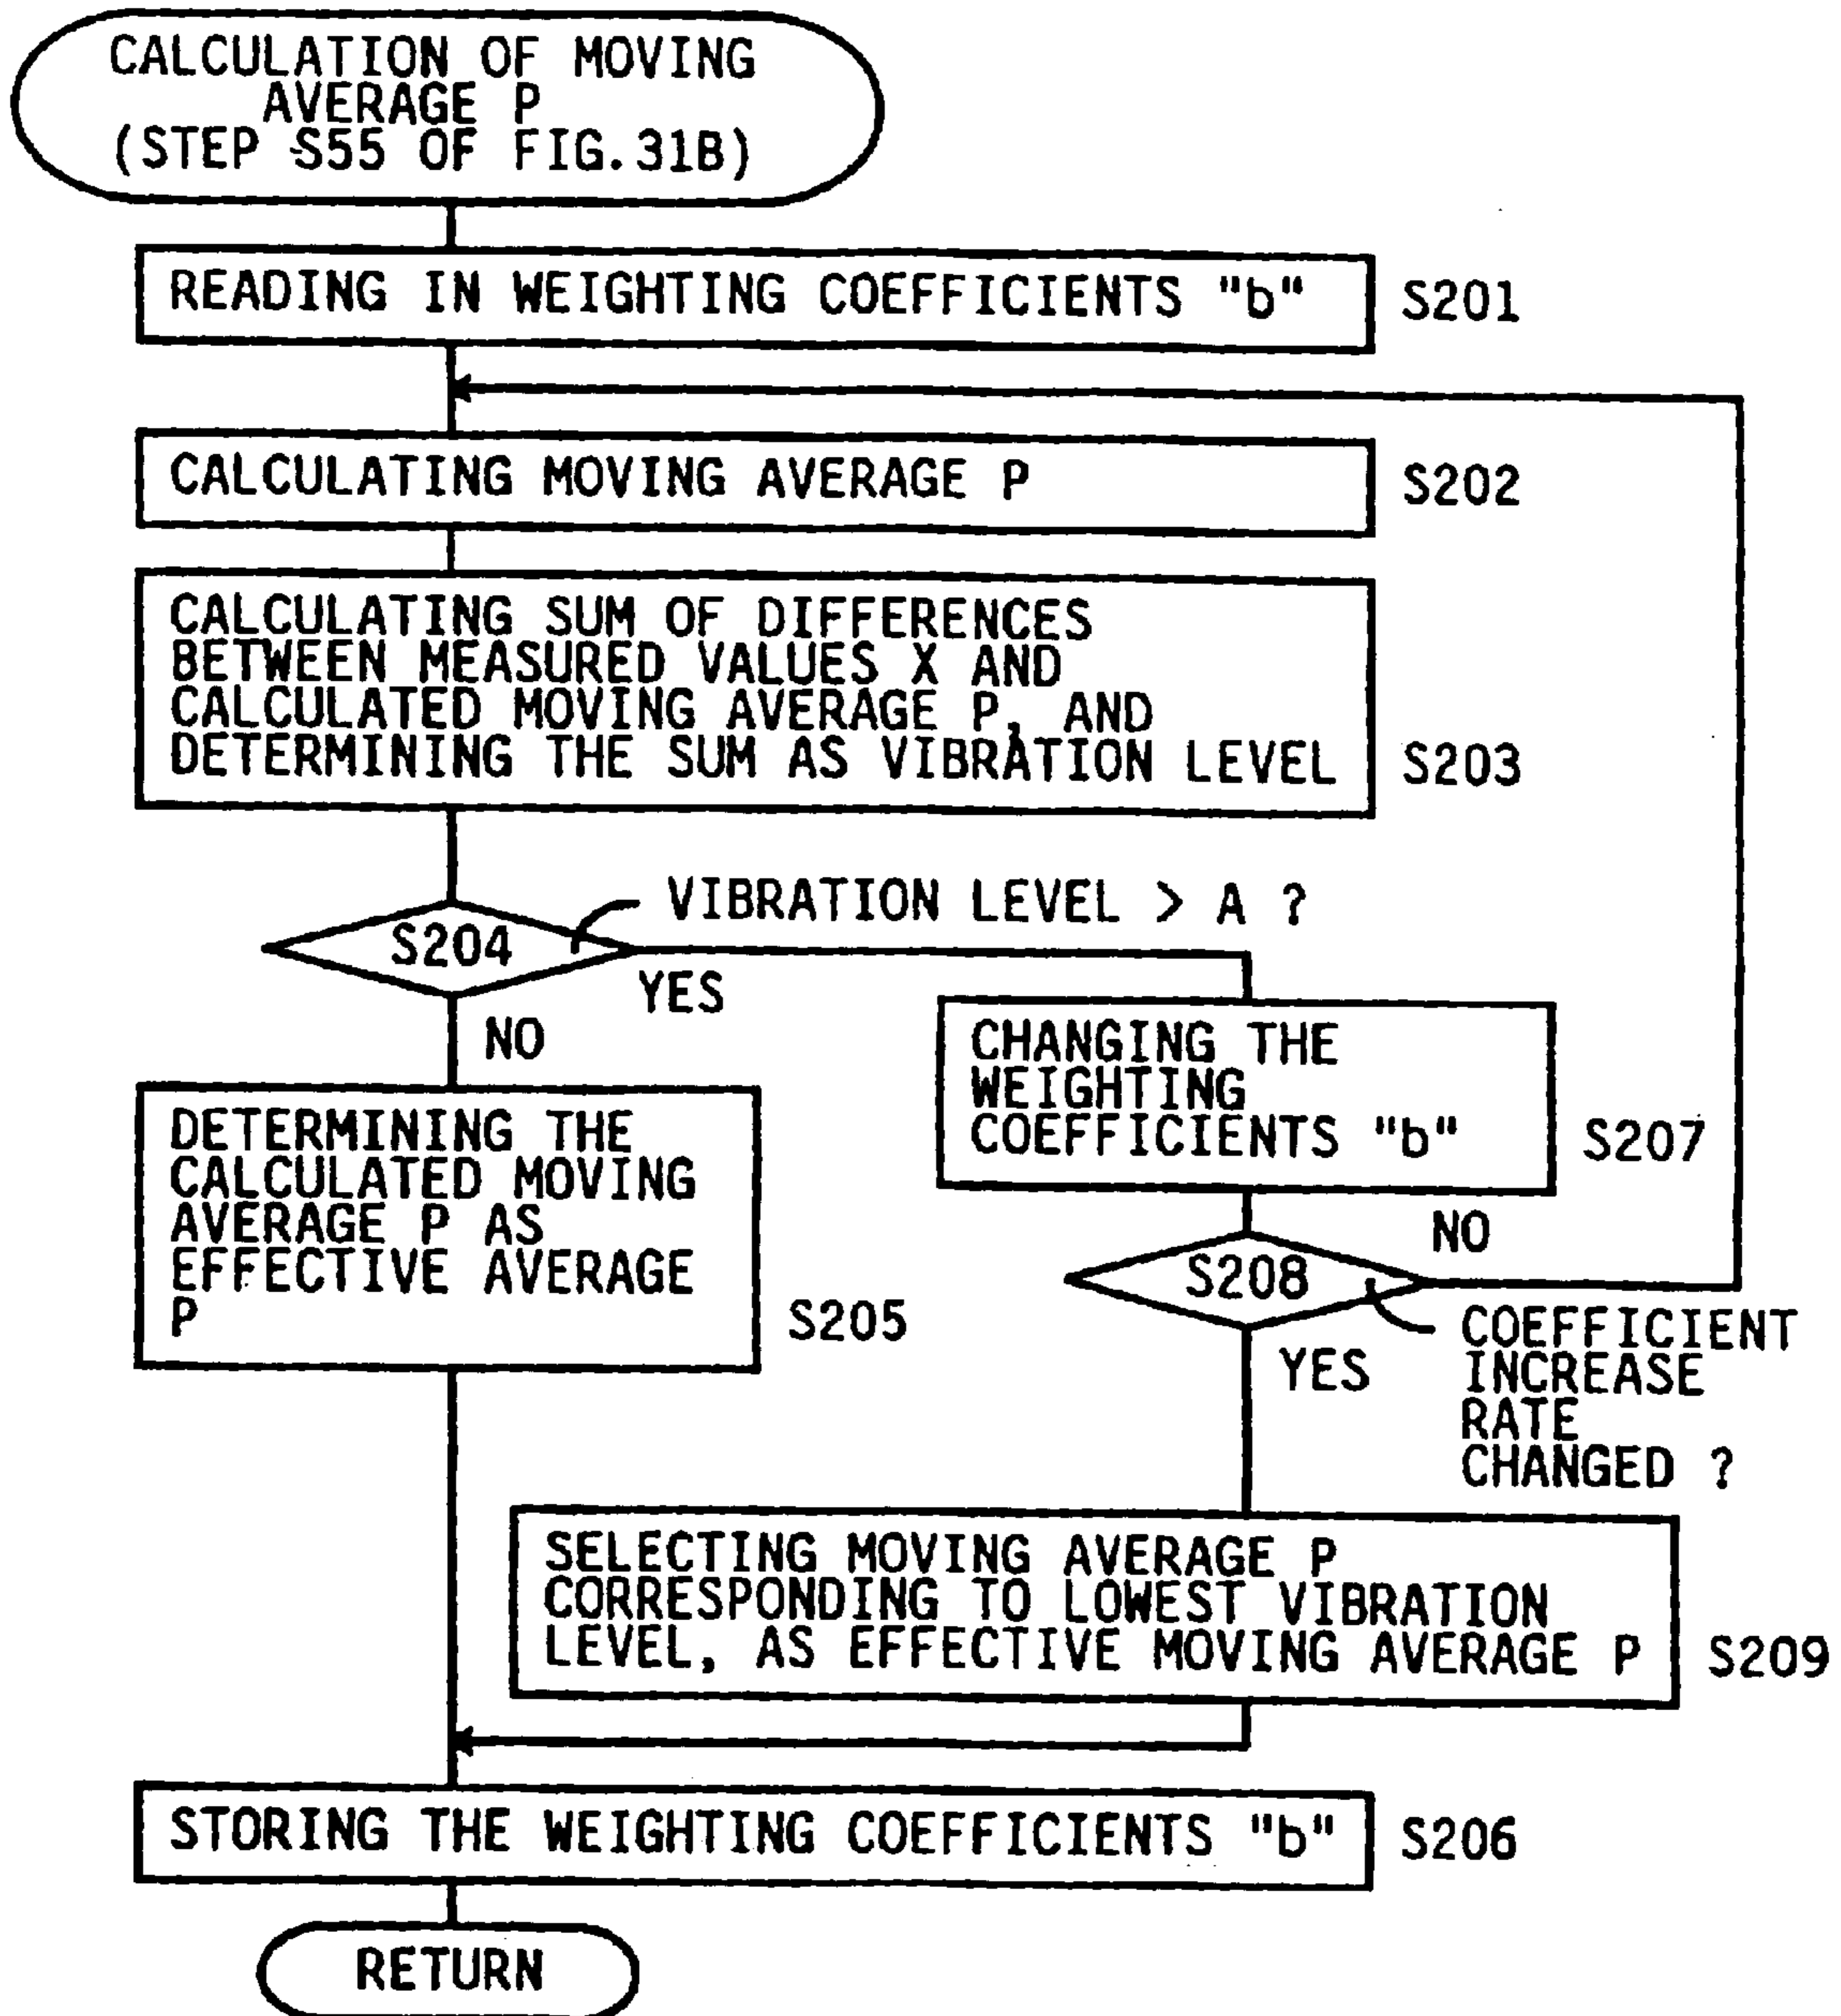 CALCULATION OF MOVING
AVERAGE P
(STEP S55 OF FIG.31B)
READING IN WEIGHTING COEFFICIENTS "b"
S201
CALCULATING MOVING AVERAGE P
S202
CALCULATING SUM OF DIFFERENCES
BETWEEN MEASURED VALUES X AND
CALCULATED MOVING AVERAGE P, AND
DETERMINING THE SUM AS VIBRATION LEVEL
S203
VIBRATION LEVEL > A ?
S204
YES
NO
DETERMINING THE
CALCULATED MOVING
AVERAGE P AS
EFFECTIVE AVERAGE
P
S205
CHANGING THE
WEIGHTING
COEFFICIENTS "b"
S207
NO
S208
COEFFICIENT
INCREASE
RATE
CHANGED ?
YES
SELECTING MOVING AVERAGE P
CORRESPONDING TO LOWEST VIBRATION
LEVEL, AS EFFECTIVE MOVING AVERAGE P
S209
STORING THE WEIGHTING COEFFICIENTS "b"
S206
RETURN